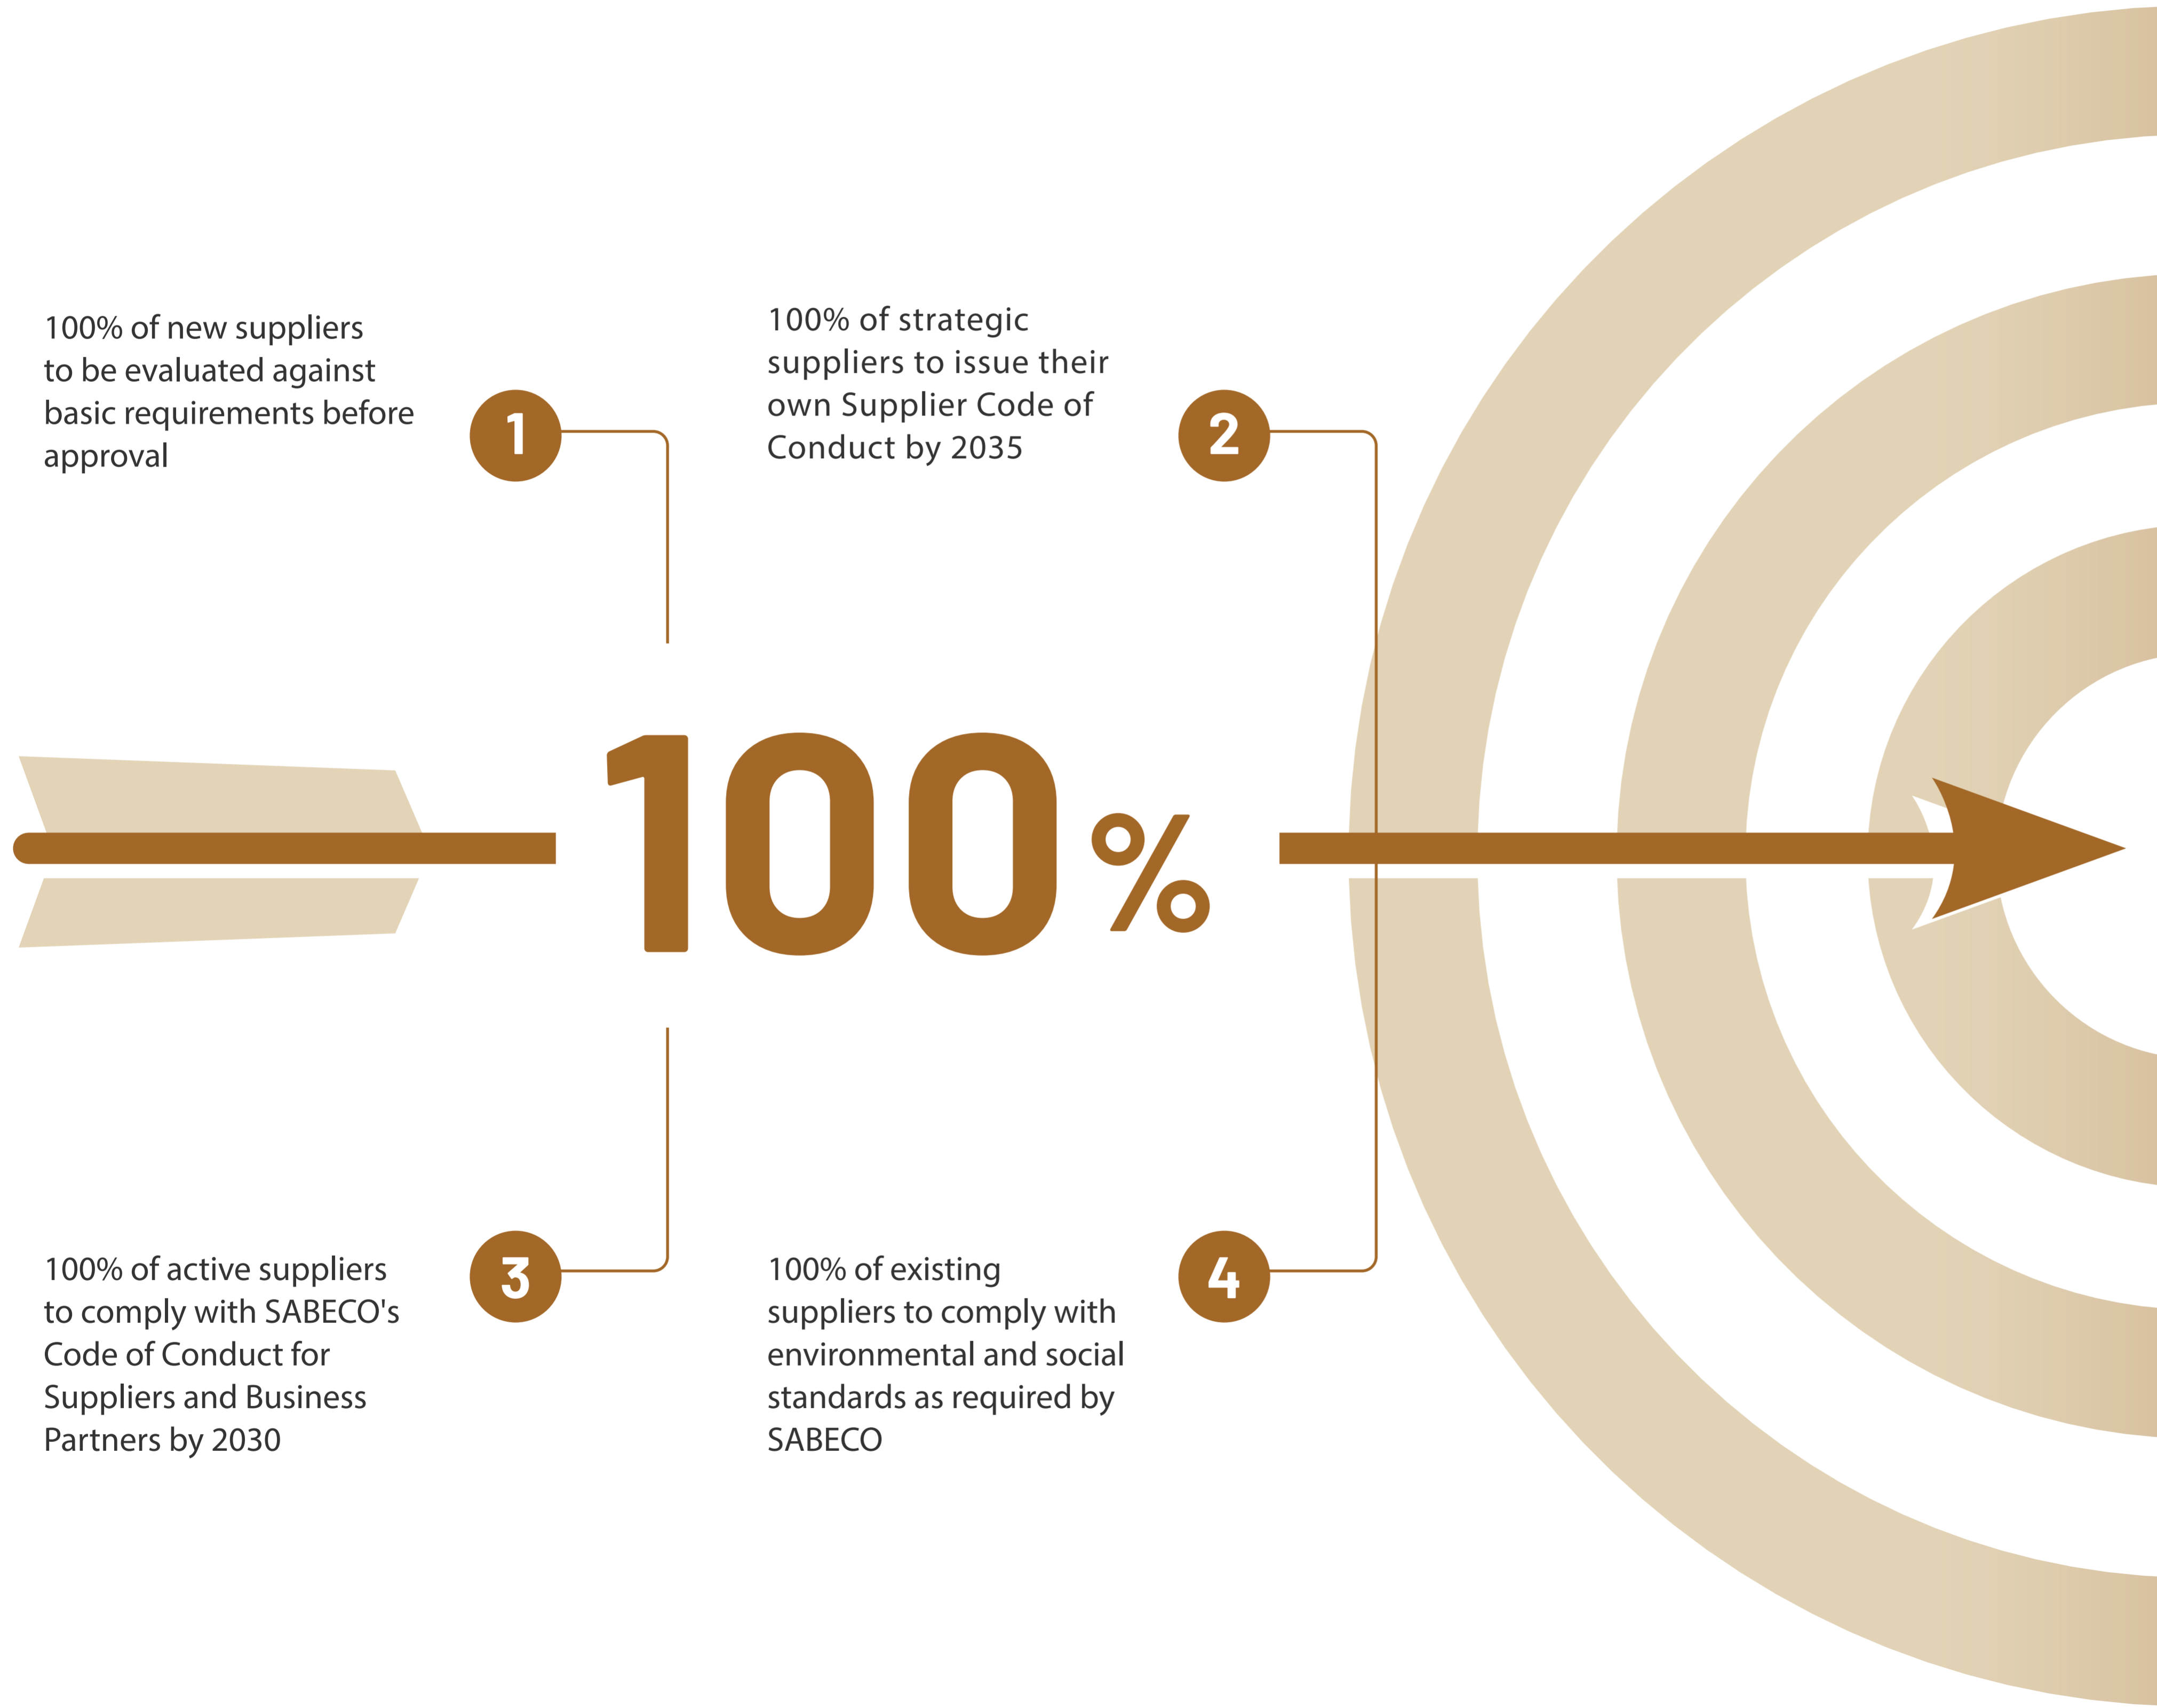 100% of new suppliers
to be evaluated against
basic requirements before
approval
1
100% of strategic
suppliers to issue their
own Supplier Code of
Conduct by 2035
2
100%
100% of active suppliers
to comply with SABECO's
Code of Conduct for
Suppliers and Business
Partners by 2030
3
100% of existing
suppliers to comply with
environmental and social
standards as required by
SABECO
4